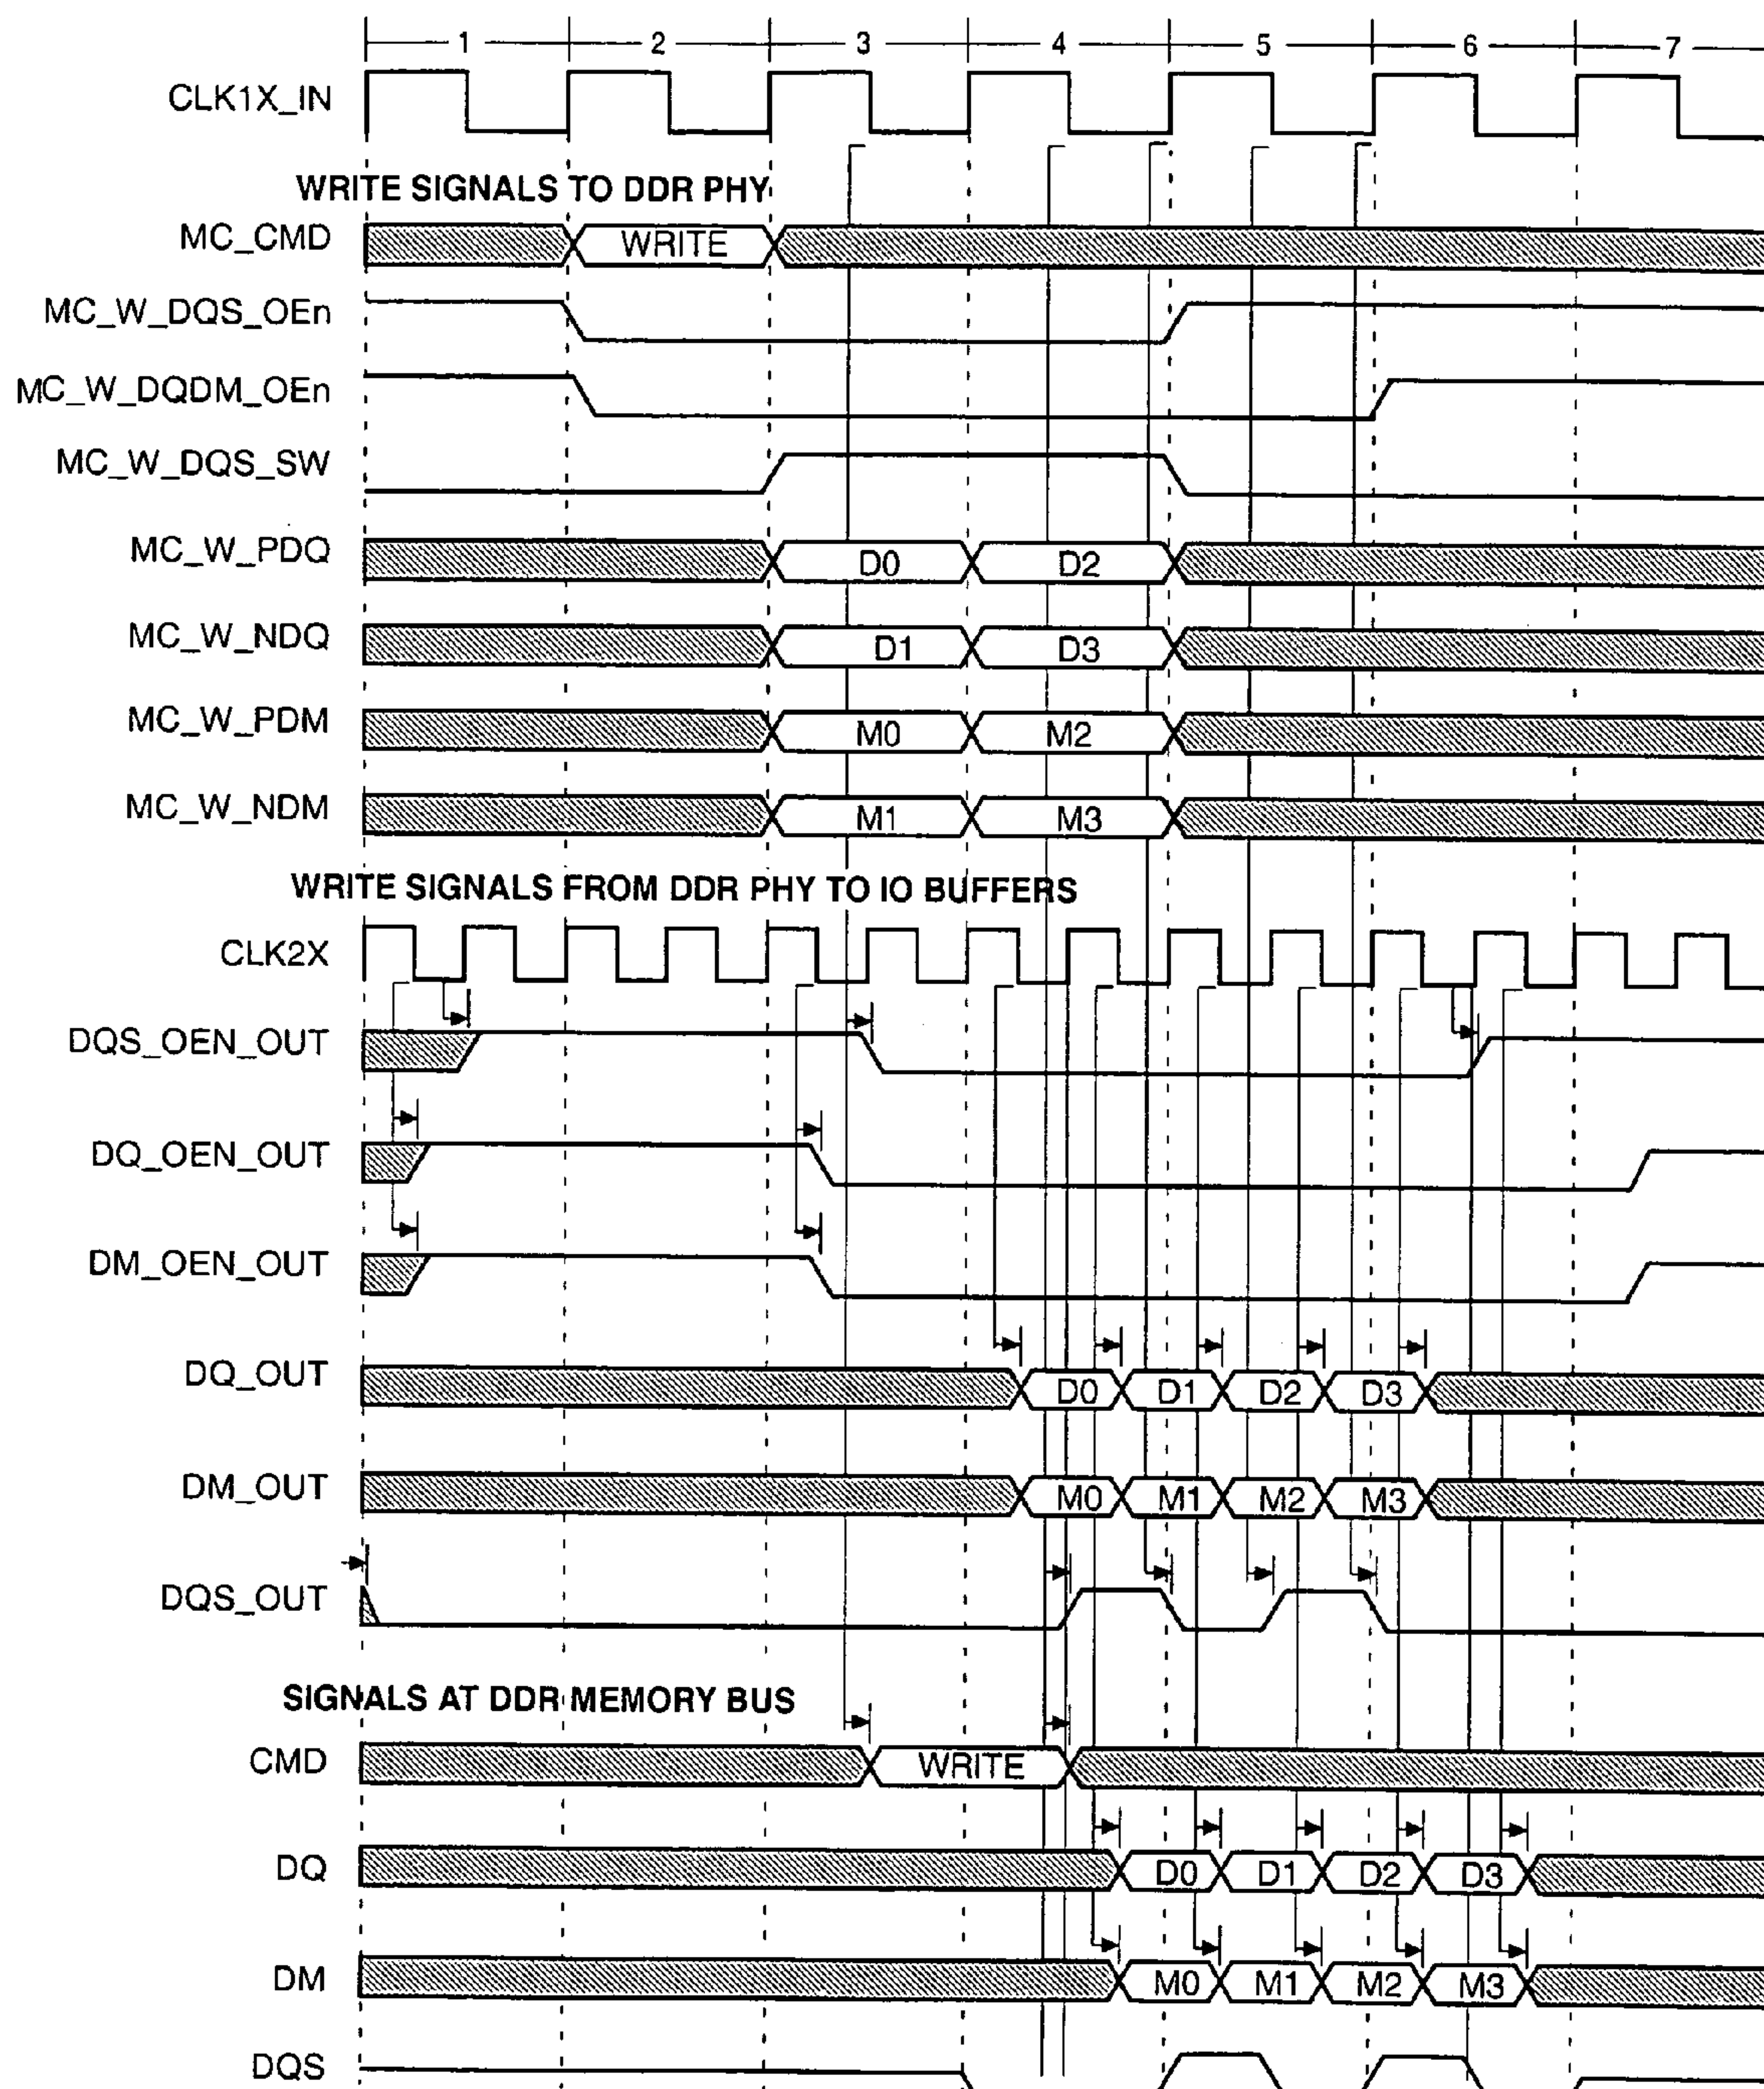 1 2 3 4 5 6 7
CLK1X_IN
WRITE SIGNALS TO DDR PHY
MC_CMD WRITE
MC_W_DQS_OEn
MC_W_DQDM_OEn
MC_W_DQS_SW
MC_W_PDQ D0 D2
MC_W_NDQ D1 D3
MC_W_PDM M0 M2
MC_W_NDM M1 M3
WRITE SIGNALS FROM DDR PHY TO IO BUFFERS
CLK2X
DQS_OEN_OUT
DQ_OEN_OUT
DM_OEN_OUT
DQ_OUT D0 D1 D2 D3
DM_OUT M0 M1 M2 M3
DQS_OUT
SIGNALS AT DDR MEMORY BUS
CMD WRITE
DQ D0 D1 D2 D3
DM M0 M1 M2 M3
DQS